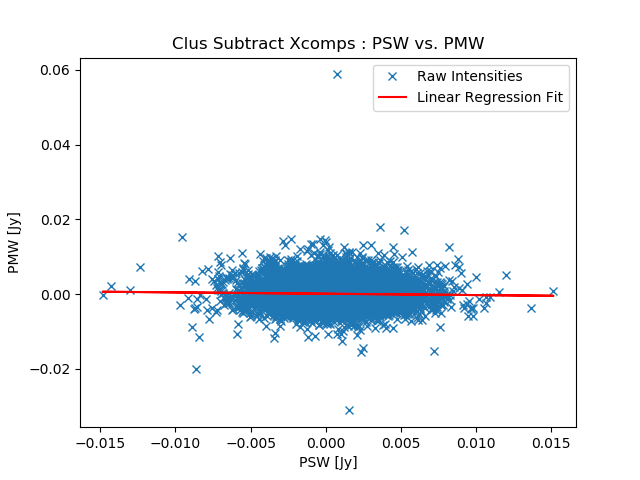 Clus Subtract Xcomps : PSW vs. PMW
Raw Intensities
Linear Regression Fit
PMW [Jy]
0.06
0.04
0.02
0.00
−0.02
−0.015 −0.010 −0.005 0.000 0.005 0.010 0.015
PSW [Jy]